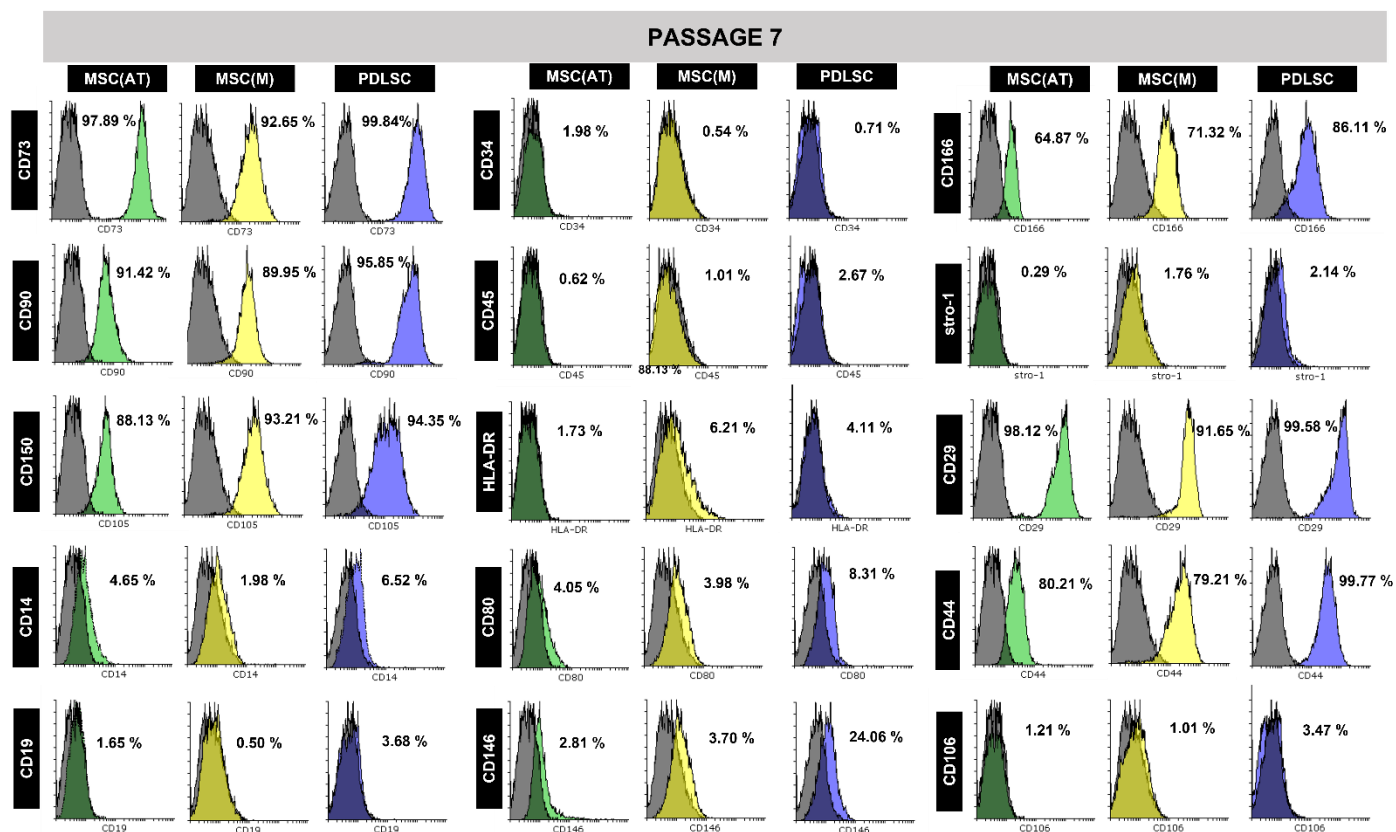 PASSAGE 7
MSC(AT) MSC(M) PDLSC MSC(AT) MSC(M) PDLSC MSC(AT) MSC(M) PDLSC
CD73 97.89 % 92.65 % 99.84% CD34 1.98 % 0.54 % 0.71 % CD166 64.87 % 71.32 % 86.11 %
CD73 CD73 CD73 CD34 CD34 CD34 CD166 CD166 CD166
CD90 91.42 % 89.95 % 95.85 % CD45 0.62 % 1.01 % 2.67 % stro-1 0.29 % 1.76 % 2.14 %
CD90 CD90 CD90 CD45 88.13 % CD45 CD45 stro-1 stro-1 stro-1
CD150 88.13 % 93.21 % 94.35 % HLA-DR 1.73 % 6.21 % 4.11 % CD29 98.12 % 91.65 % 99.58 %
CD105 CD105 CD105 HLA-DR HLA-DR HLA-DR CD29 CD29 CD29
CD14 4.65 % 1.98 % 6.52 % CD80 4.05 % 3.98 % 8.31 % CD44 80.21 % 79.21 % 99.77 %
CD14 CD14 CD14 CD80 CD80 CD80 CD44 CD44 CD44
CD19 1.65 % 0.50 % 3.68 % CD146 2.81 % 3.70 % 24.06 % CD106 1.21 % 1.01 % 3.47 %
CD19 CD19 CD19 CD146 CD146 CD146 CD106 CD106 CD106